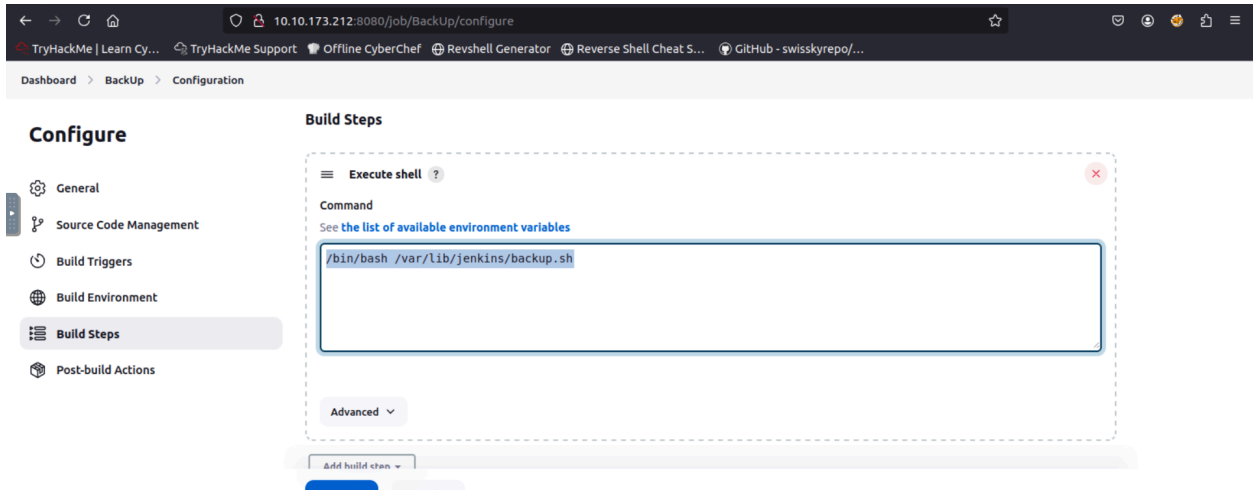 10.10.173.212:8080/job/BackUp/configure
TryHackMe | Learn Cy... TryHackMe Support Offline CyberChef Revshell Generator Reverse Shell Cheat S... GitHub - swisskyrepo/...
Dashboard > BackUp > Configuration
Configure
General
Source Code Management
Build Triggers
Build Environment
Build Steps
Post-build Actions
Build Steps
Execute shell ?
Command
See the list of available environment variables
/bin/bash /var/lib/jenkins/backup.sh
Advanced
Add build step